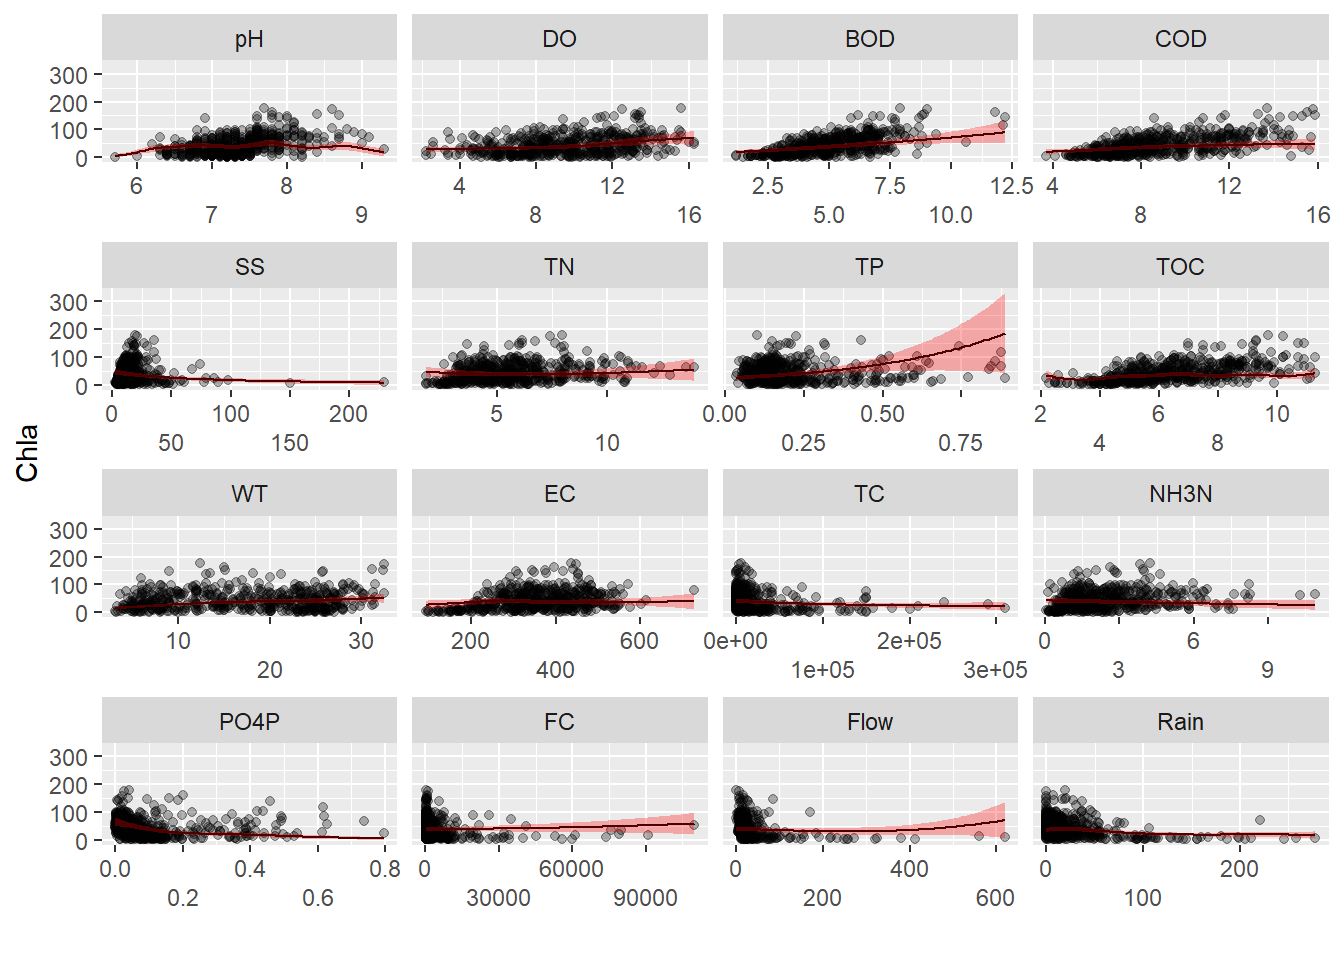 pH DO BOD COD
300
200
100
0
6 8 4 12 2.5 7.5 12.5 4 12
7 9 8 16 5.0 10.0 8 16
SS TN TP TOC
300
200
100
0
0 100 200 5 0.00 0.50 2 6 10
50 150 10 0.25 0.75 4 8
Chla
WT EC TC NH3N
300
200
100
0
10 30 200 600 0e+00 2e+05 0 6
20 400 1e+05 3e+05 3 9
PO4P FC Flow Rain
300
200
100
0
0.0 0.4 0.8 0 60000 0 400 0 200
0.2 0.6 30000 90000 200 600 100